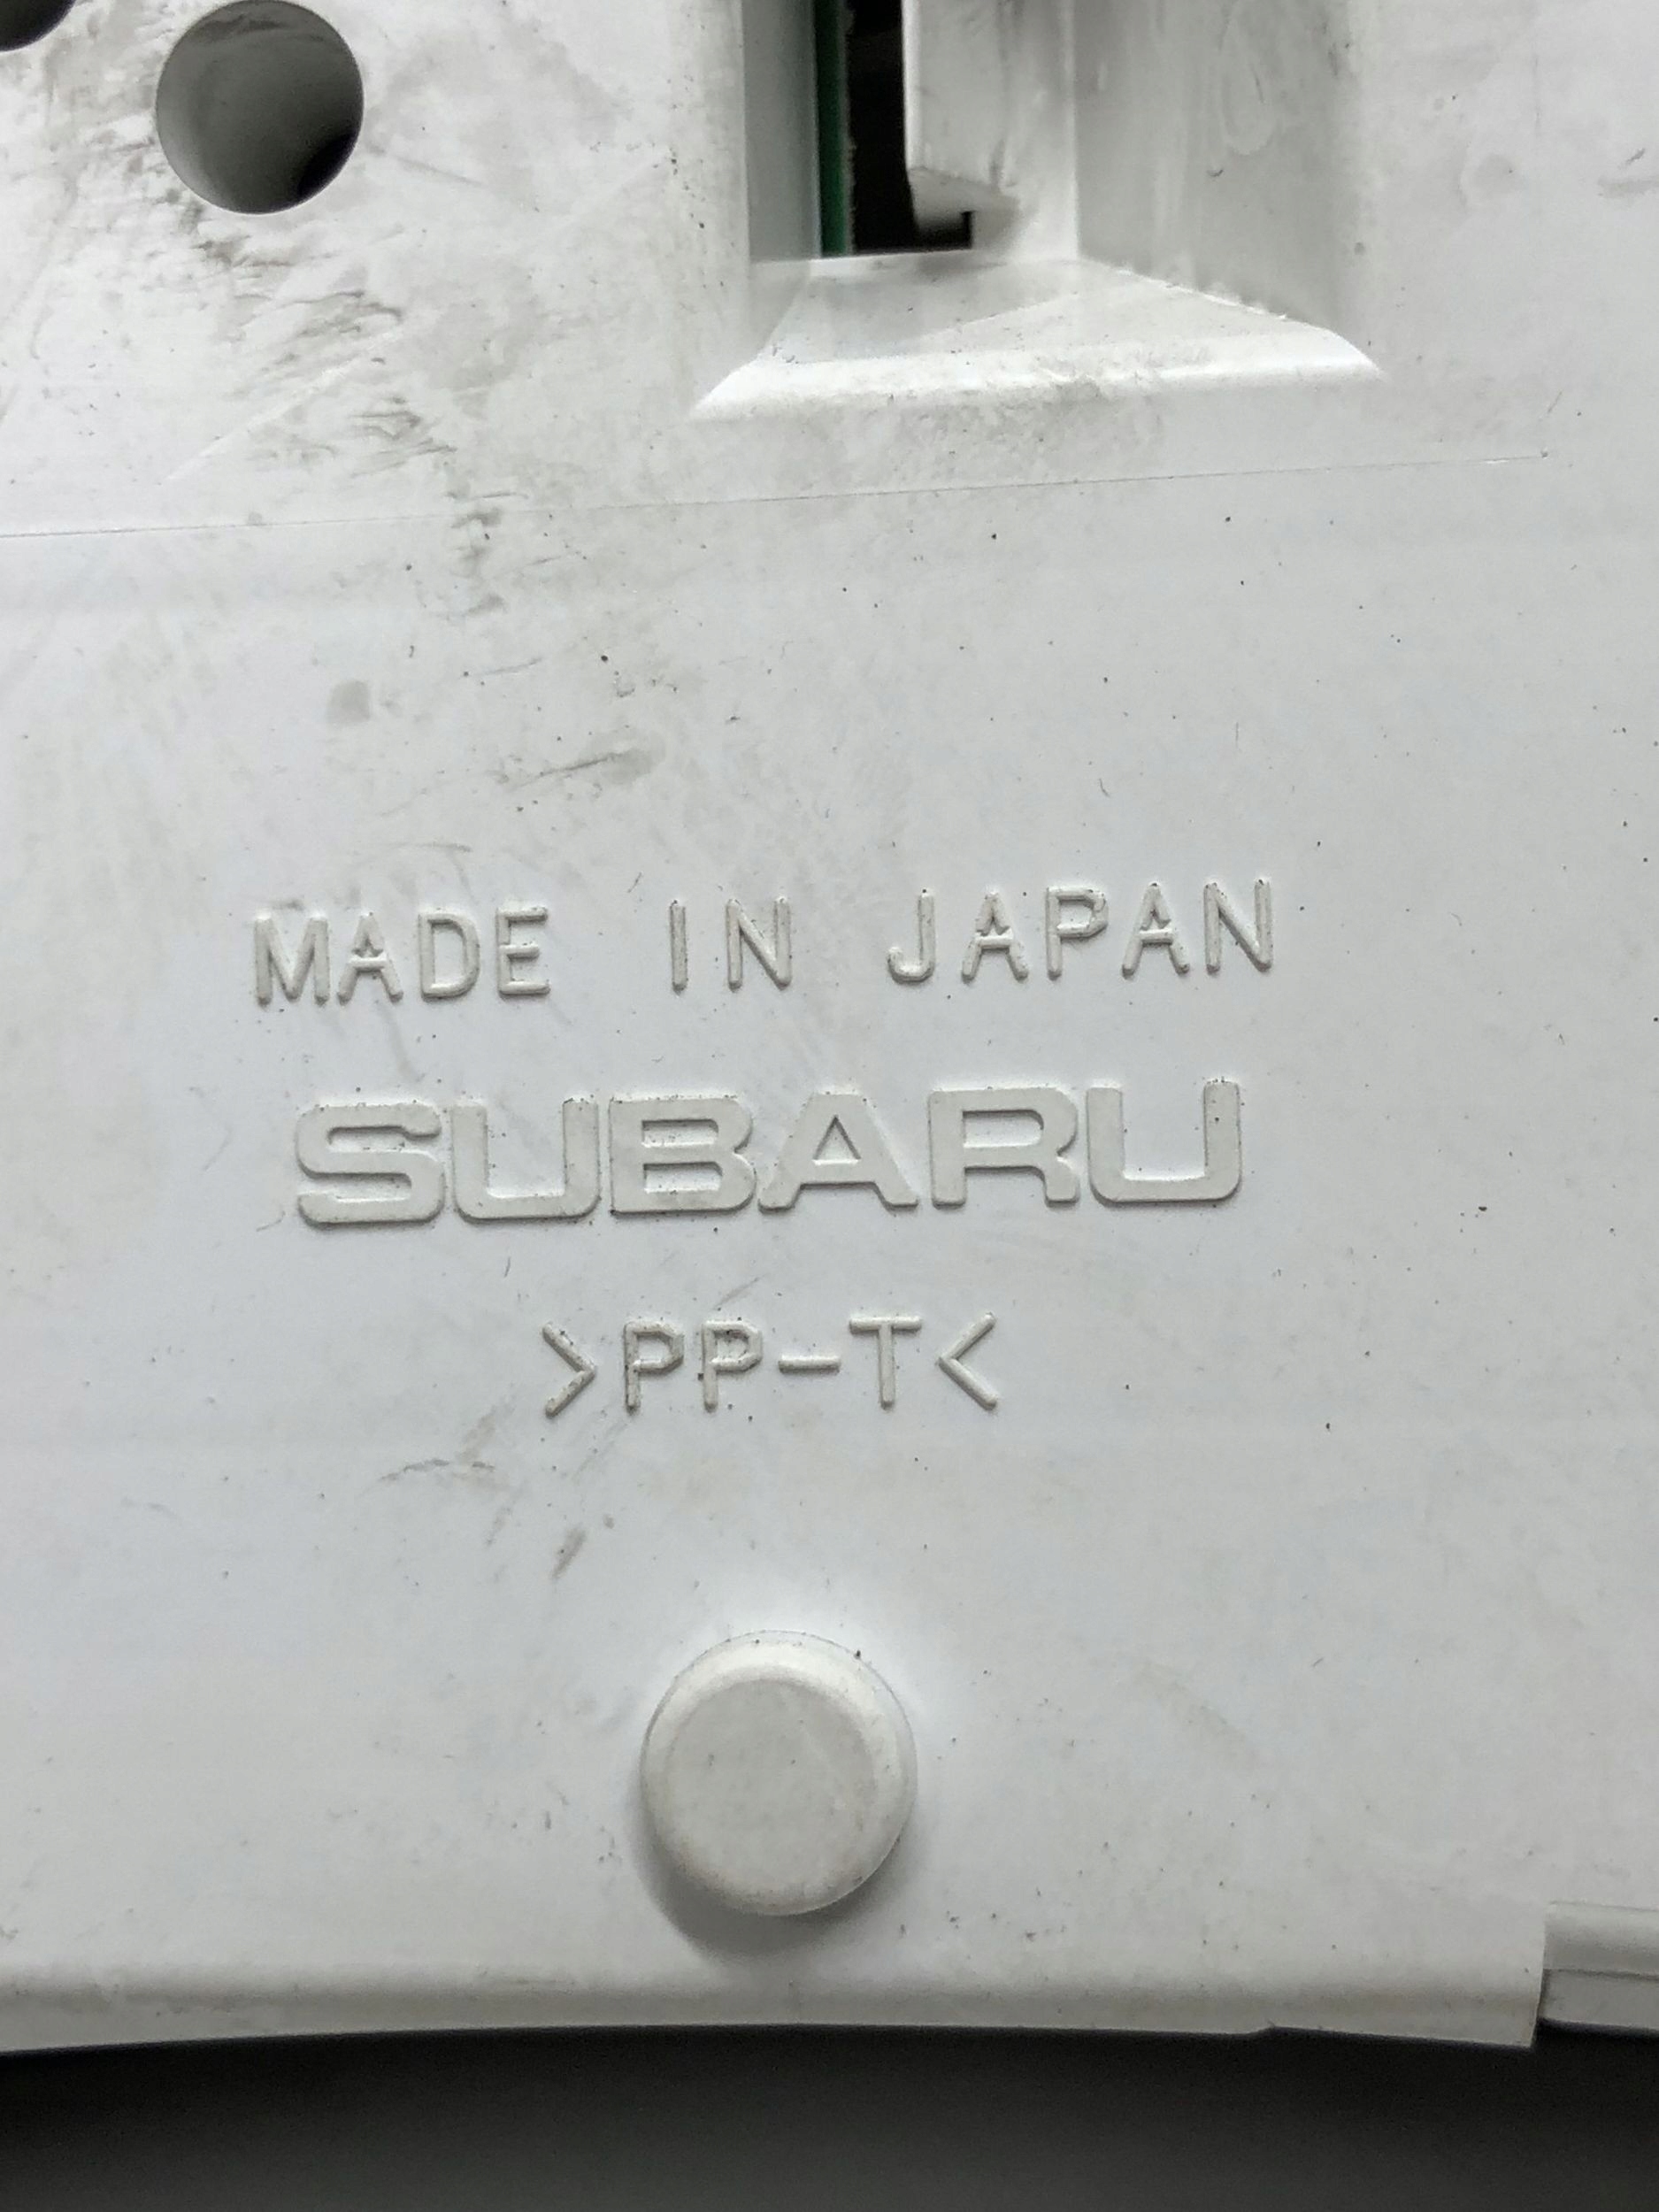 MADE IN JAPAN
SUBARU
>PP-T<